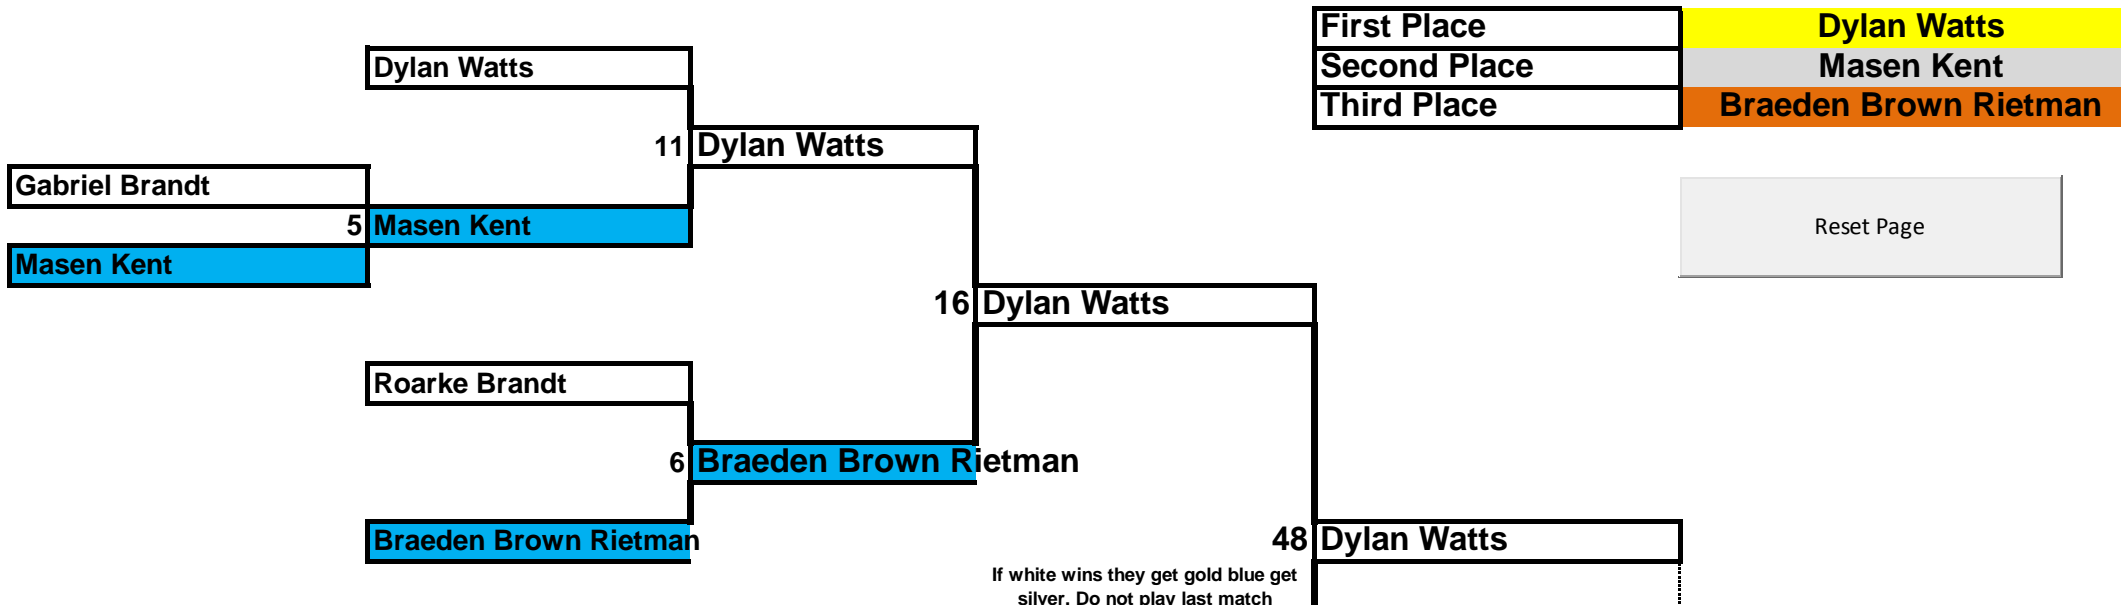 First Place
Dylan Watts
Second Place
Masen Kent
Third Place
Braeden Brown Rietman
Dylan Watts
11 Dylan Watts
Gabriel Brandt
5 Masen Kent
Masen Kent
Reset Page
16 Dylan Watts
Roarke Brandt
6 Braeden Brown Rietman
Braeden Brown Rietman
48 Dylan Watts
If white wins they get gold blue get
silver. Do not play last match